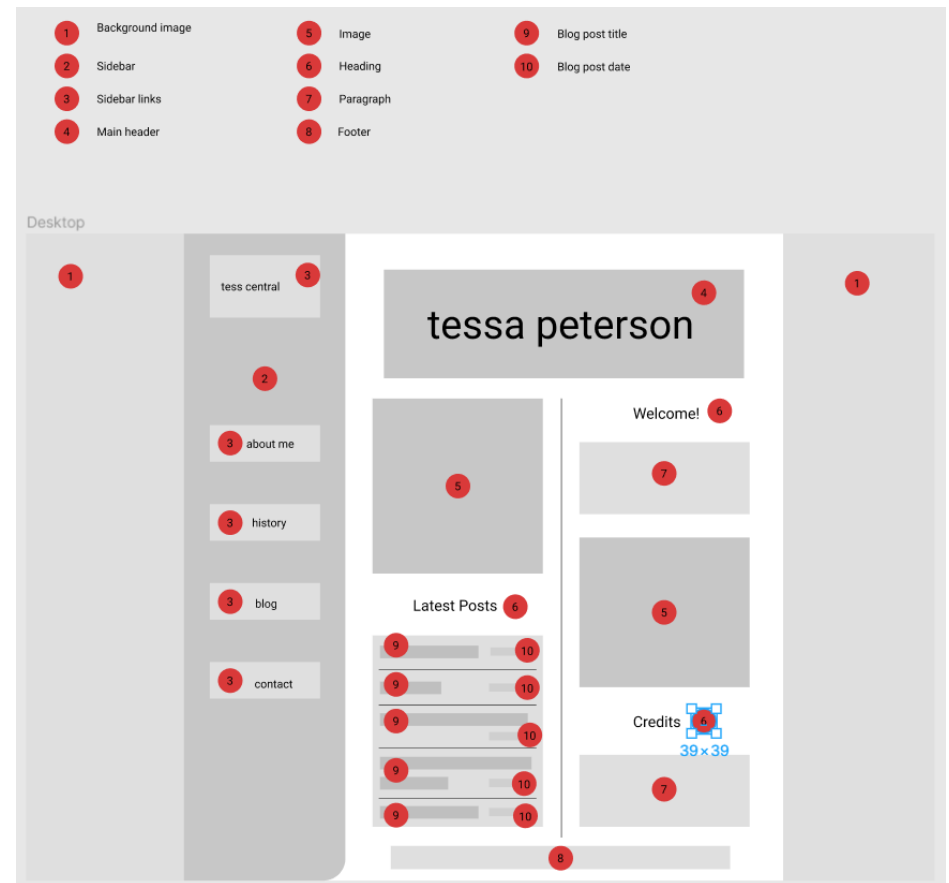 1 Background image
5 Image
9 Blog post title
2 Sidebar
6 Heading
10 Blog post date
3 Sidebar links
7 Paragraph
4 Main header
8 Footer
Desktop
1
tess central 3
2
3 about me
3 history
3 blog
3 contact
4
tessa peterson
5
Latest Posts 6
9 10
9 10
9
10
9
10
9 10
Welcome! 6
7
5
Credits 6
39 × 39
7
8
1